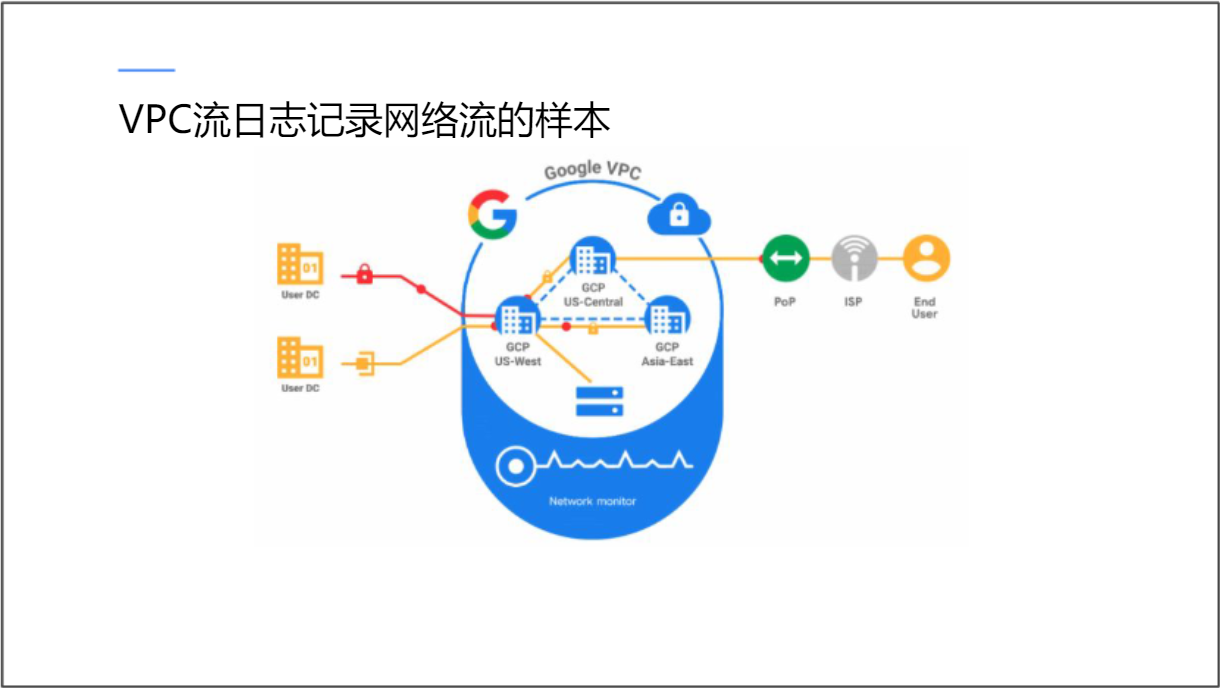 VPC流日志记录网络流的样本
Google VPC
01
User DC
01
User DC
GCP
US-Central
GCP
US-West
GCP
Asia-East
PoP
ISP
End
User
Network monitor